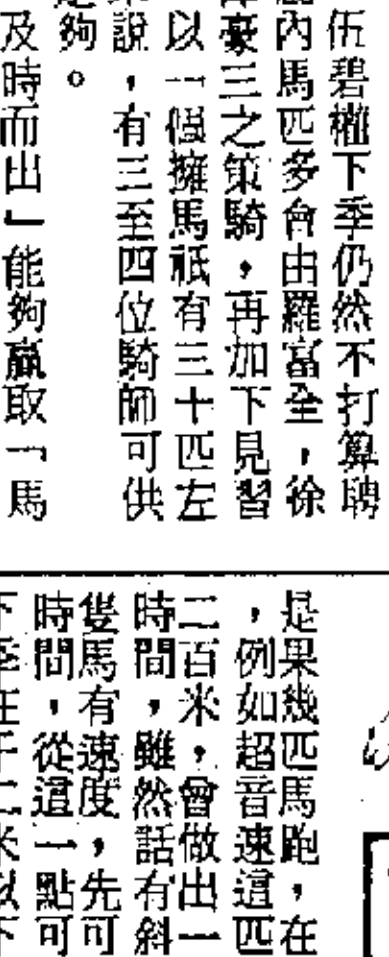 伍碧權下季仍然不打算聘
內馬匹多會由羅富全，徐
豪三之策騎，再加下見習
以一個擁馬祇有三十匹左
說，有三至四位騎師可供
夠。
及時而出」能夠贏取「馬
是果幾匹馬跑，在
，例如超音速這匹
二百米，會做出一
時間，雖然話有斜
隻馬有速度，先可
時間，從這一點可